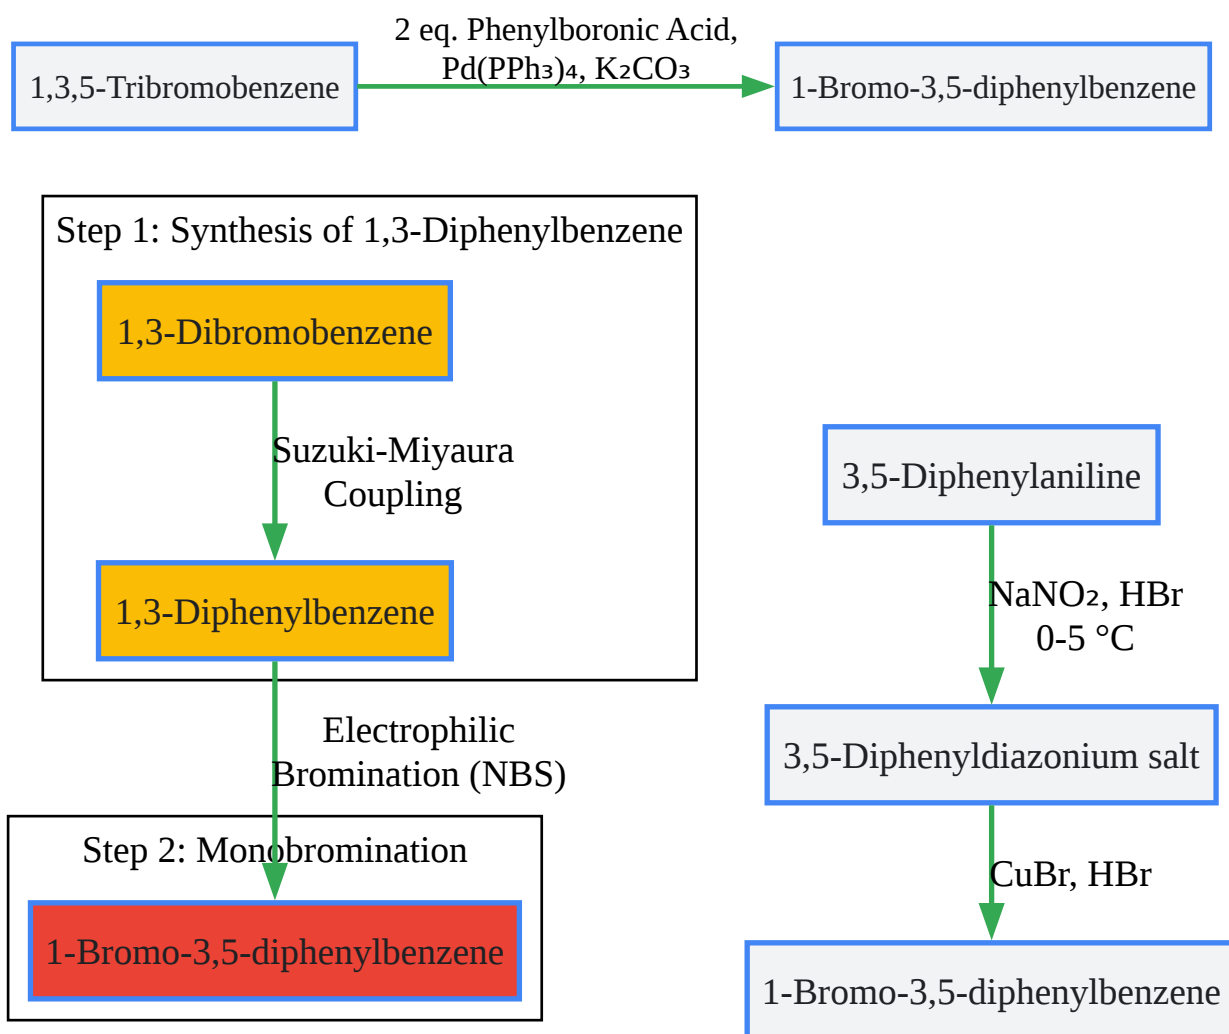 2 eq. Phenylboronic Acid,
Pd(PPh₃)₄, K₂CO₃
1,3,5-Tribromobenzene
1-Bromo-3,5-diphenylbenzene
Step 1: Synthesis of 1,3-Diphenylbenzene
1,3-Dibromobenzene
Suzuki-Miyaura
Coupling
1,3-Diphenylbenzene
Electrophilic
Bromination (NBS)
Step 2: Monobromination
1-Bromo-3,5-diphenylbenzene
3,5-Diphenylaniline
NaNO₂, HBr
0-5 °C
3,5-Diphenyldiazonium salt
CuBr, HBr
1-Bromo-3,5-diphenylbenzene